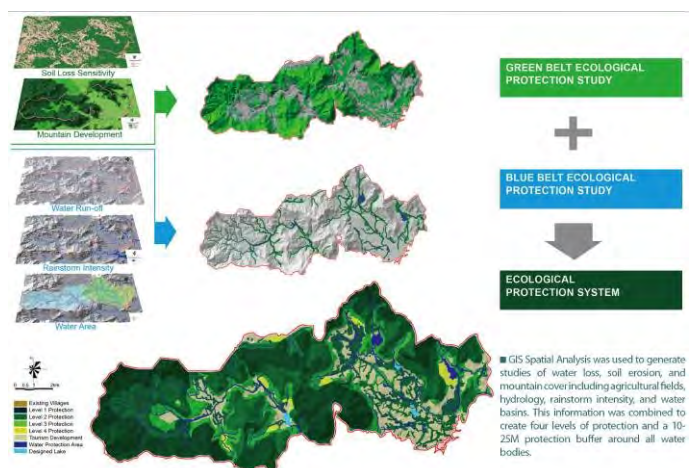 Soil Loss Sensitivity
Mountain Development
Water Run-off
Rainstorm Intensity
Water Area
GREEN BELT ECOLOGICAL
PROTECTION STUDY
BLUE BELT ECOLOGICAL
PROTECTION STUDY
ECOLOGICAL
PROTECTION SYSTEM
Existing Villages
Level 1 Protection
Level 2 Protection
Level 3 Protection
Level 4 Protection
Tourism Development
Water Protection Area
Designed Lake
■ GIS Spatial Analysis was used to generate
studies of water loss, soil erosion, and
mountain cover including agricultural fields,
hydrology, rainstorm intensity, and water
basins. This information was combined to
create four levels of protection and a 10-
25M protection buffer around all water
bodies.